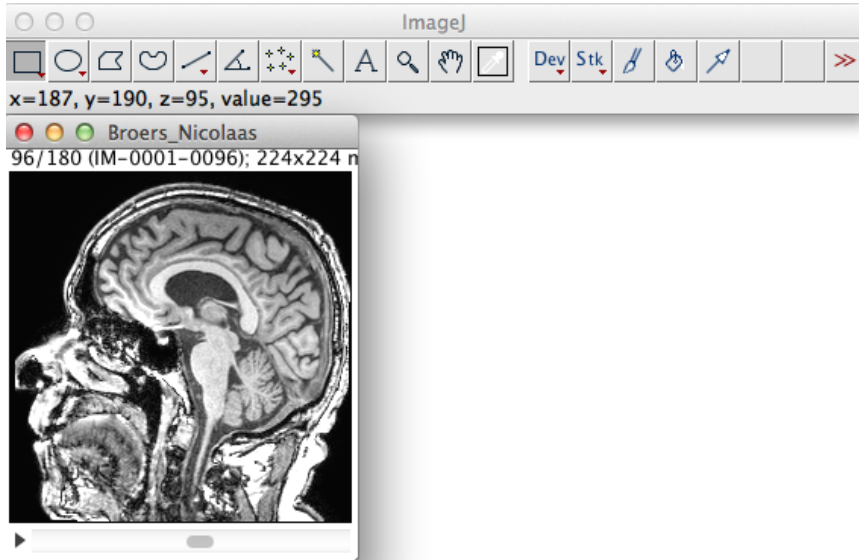 ImageJ
A Dev Stk >>
x=187, y=190, z=95, value=295
Broers_Nicolaas
96/180 (IM-0001-0096); 224x224 m